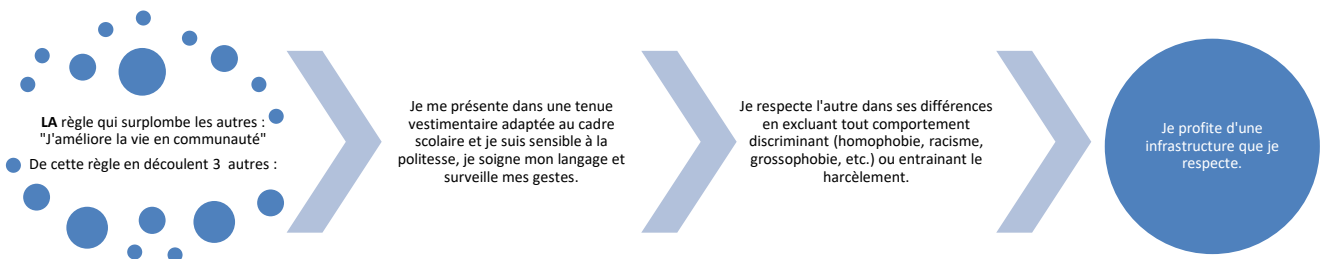 LA règle qui surplombe les autres :
"J'améliore la vie en communauté"
De cette règle en découlent 3 autres :
Je me présente dans une tenue
vestimentaire adaptée au cadre
scolaire et je suis sensible à la
politesse, je soigne mon langage et
surveille mes gestes.
Je respecte l'autre dans ses différences
en excluant tout comportement
discriminant (homophobie, racisme,
grossophobie, etc.) ou entrainant le
harcèlement.
Je profite d'une
infrastructure que je
respecte.